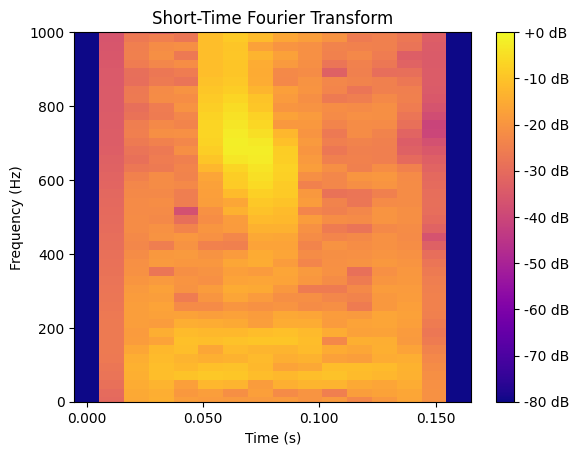 Short-Time Fourier Transform
1000
800
600
400
200
0
Frequency (Hz)
0.000
0.050
0.100
0.150
Time (s)
+0 dB
-10 dB
-20 dB
-30 dB
-40 dB
-50 dB
-60 dB
-70 dB
-80 dB